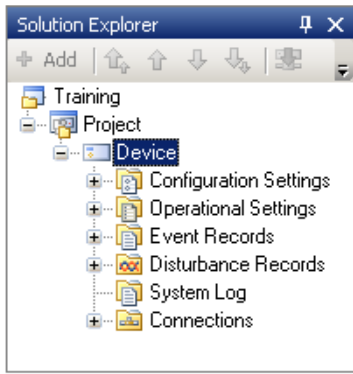 Solution Explorer
Add
Training
Project
Device
Configuration Settings
Operational Settings
Event Records
Disturbance Records
System Log
Connections